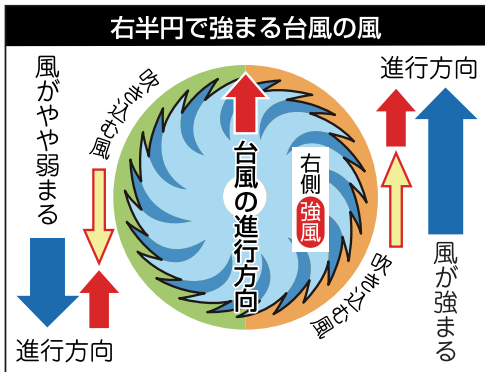 右半円で強まる台風の風
風がやや弱まる
吹き込む風
進行方向
台風の進行方向
右側
強風
吹き込む風
進行方向
風が強まる